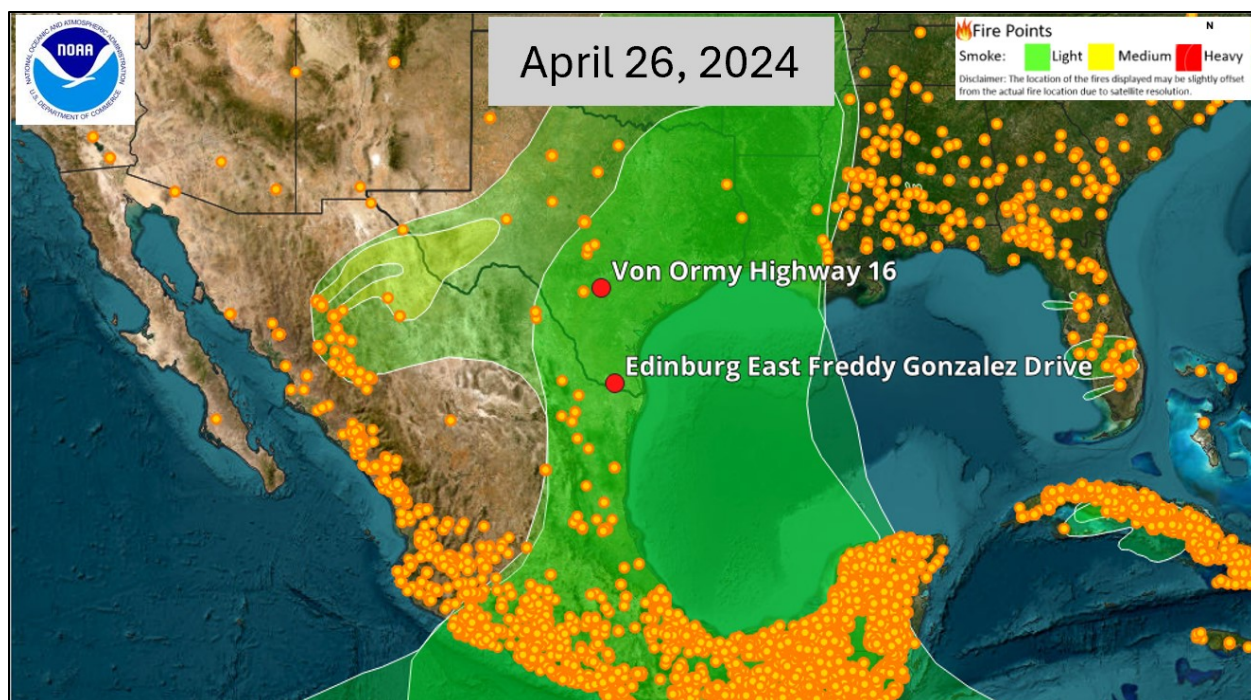 NOAA
NATIONAL OCEANIC AND ATMOSPHERIC ADMINISTRATION
U.S. DEPARTMENT OF COMMERCE
April 26, 2024
Fire Points
N
Smoke: Light Medium Heavy
Disclaimer: The location of the fires displayed may be slightly offset
from the actual fire location due to satellite resolution.
Von Ormy Highway 16
Edinburg East Freddy Gonzalez Drive